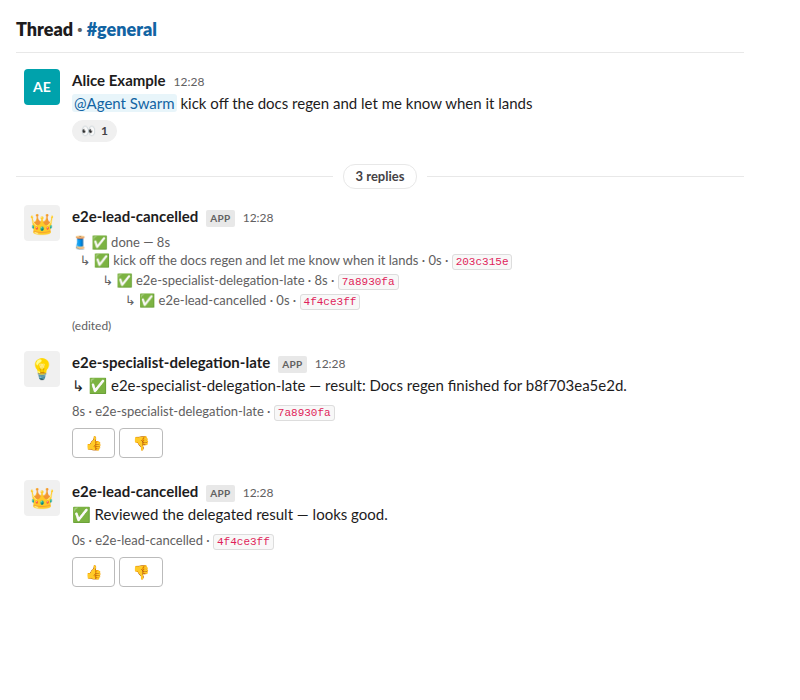 Thread • #general
AE
Alice Example 12:28
@Agent Swarm kick off the docs regen and let me know when it lands
👀 1
3 replies
e2e-lead-cancelled APP 12:28
🧵 ✅ done — 8s
↳ ✅ kick off the docs regen and let me know when it lands · 0s · 203c315e
↳ ✅ e2e-specialist-delegation-late · 8s · 7a8930fa
↳ ✅ e2e-lead-cancelled · 0s · 4f4ce3ff
(edited)
e2e-specialist-delegation-late APP 12:28
↳ ✅ e2e-specialist-delegation-late — result: Docs regen finished for b8f703ea5e2d.
8s · e2e-specialist-delegation-late · 7a8930fa
👍 👎
e2e-lead-cancelled APP 12:28
✅ Reviewed the delegated result — looks good.
0s · e2e-lead-cancelled · 4f4ce3ff
👍 👎